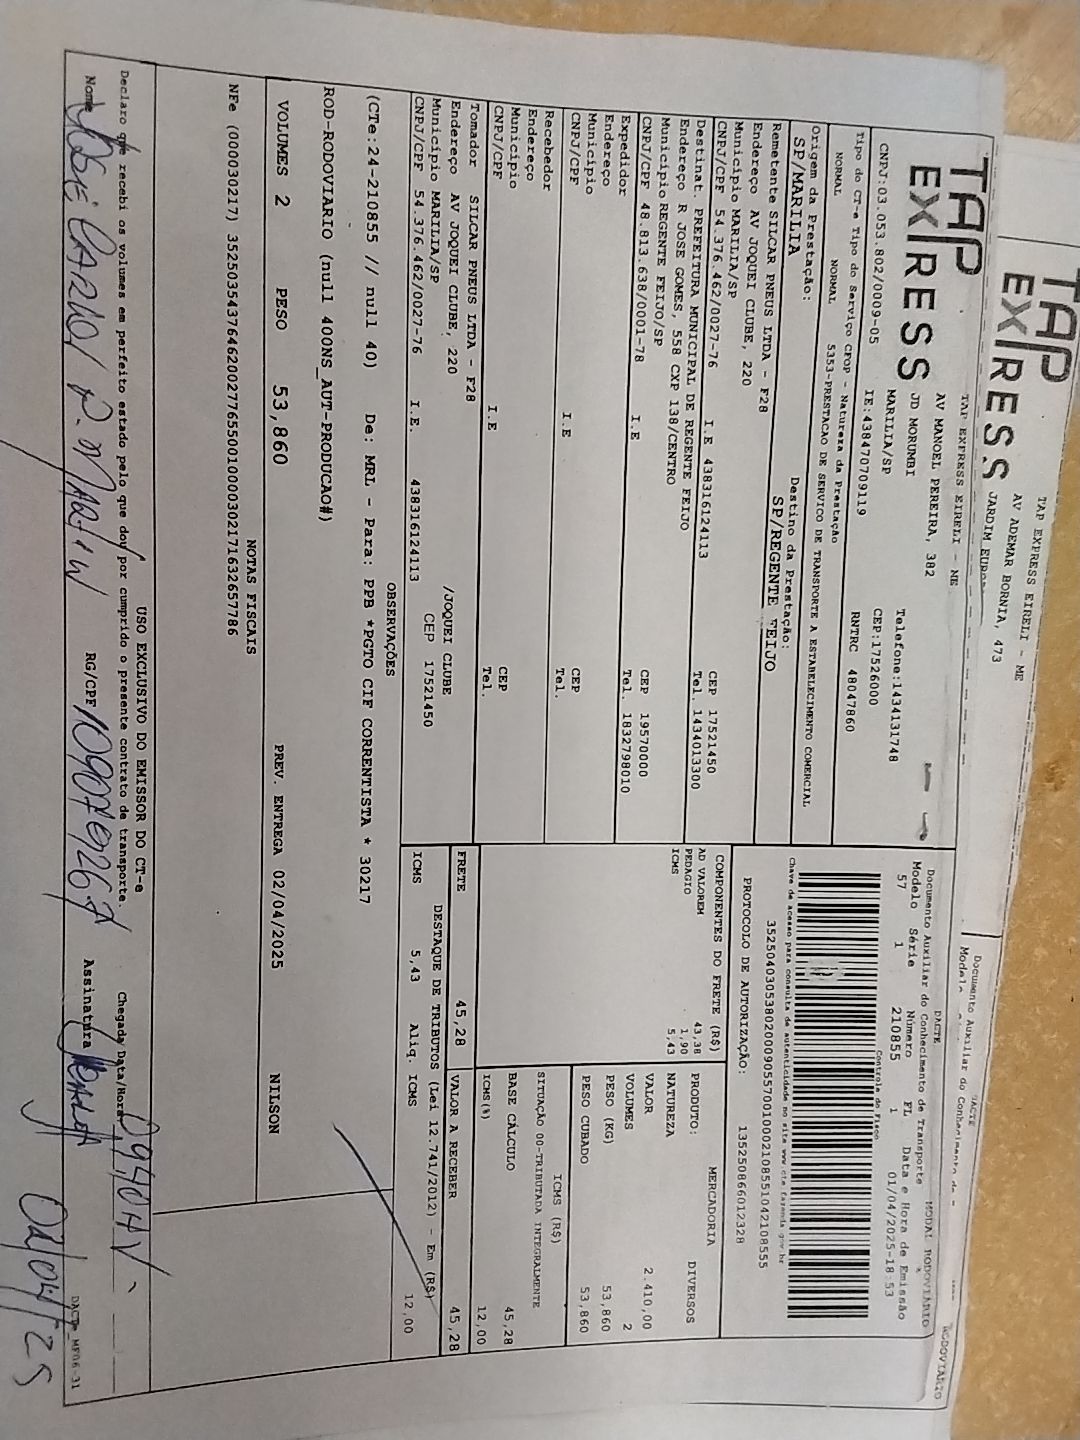 TAP EXPRESS
TAP EXPRESS EIRELI - ME
AV ADEMAR BORNIA, 473
JARDIM
Documento Auxiliar do Conhecimento de
RODOVIARIO
TAP EXPRESS
TAP EXPRESS EIRELI - ME
AV MANOEL PEREIRA, 382
JD MORUMBI
MARILIA/SP
Telefone:1434131748
CEP:17526000
CNPJ:03.053.802/0009-05 IE:438470709119 RNTRC 48047860
DACTE MODAL RODOVIARIO
Documento Auxiliar do Conhecimento de Transporte
Modelo Série Número FL Data e Hora de Emissão
57 1 210855 1 01/04/2025-18:53
Controle do Fisco
Chave de acesso para consulta de autenticidade no site www.cte.fazenda.gov.br
35250403053802000905570010002108551042108555
PROTOCOLO DE AUTORIZAÇÃO: 135250866012328
Tipo do CT-e Tipo do Serviço CFOP - Natureza da Prestação
NORMAL NORMAL 5353-PRESTACAO DE SERVICO DE TRANSPORTE A ESTABELECIMENTO COMERCIAL
Origem da Prestação: Destino da Prestação:
SP/MARILIA SP/REGENTE FEIJO
Remetente SILCAR PNEUS LTDA - F28
Endereço AV JOQUEI CLUBE, 220
Município MARILIA/SP CEP 17521450
CNPJ/CPF 54.376.462/0027-76 I.E 438316124113 Tel. 1434013300
Destinat. PREFEITURA MUNICIPAL DE REGENTE FEIJO
Endereço R JOSE GOMES, 558 CXP 138/CENTRO
Município REGENTE FEIJO/SP CEP 19570000
CNPJ/CPF 48.813.638/0001-78 I.E Tel. 1832798010
Expedidor
Endereço
Município CEP
CNPJ/CPF I.E Tel.
Recebedor
Endereço
Município CEP
CNPJ/CPF I.E Tel.
Tomador SILCAR PNEUS LTDA - F28
Endereço AV JOQUEI CLUBE, 220 /JOQUEI CLUBE
Município MARILIA/SP CEP 17521450
CNPJ/CPF 54.376.462/0027-76 I.E. 438316124113
COMPONENTES DO FRETE (R$)
AD VALOREM 43,38
PEDAGIO 1,90
ICMS 5,43
MERCADORIA
PRODUTO: DIVERSOS
NATUREZA
VALOR 2.410,00
VOLUMES 2
PESO (KG) 53,860
PESO CUBADO 53,860
ICMS (R$)
SITUAÇÃO 00-TRIBUTADA INTEGRALMENTE
BASE CÁLCULO 45,28
ICMS(%) 12,00
FRETE 45,28 VALOR A RECEBER 45,28
DESTAQUE DE TRIBUTOS (Lei 12.741/2012) - Em (R$)
ICMS 5,43 Aliq. ICMS 12,00
OBSERVAÇÕES
(CTe:24-210855 // null 40) De: MRL - Para: PPB *PGTO CIF CORRENTISTA * 30217
ROD-RODOVIARIO (null 400NS_AUT-PRODUCAO#)
VOLUMES 2 PESO 53,860 PREV. ENTREGA 02/04/2025 NILSON
NOTAS FISCAIS
NFe (000030217) 35250354376462002776550010000302171632657786
USO EXCLUSIVO DO EMISSOR DO CT-e
Declaro que recebi os volumes em perfeito estado pelo que dou por cumprido o presente contrato de transporte. Chegada Data/Hora 09:40H
Nome RG/CPF 109079267 Assinatura 02/04/25